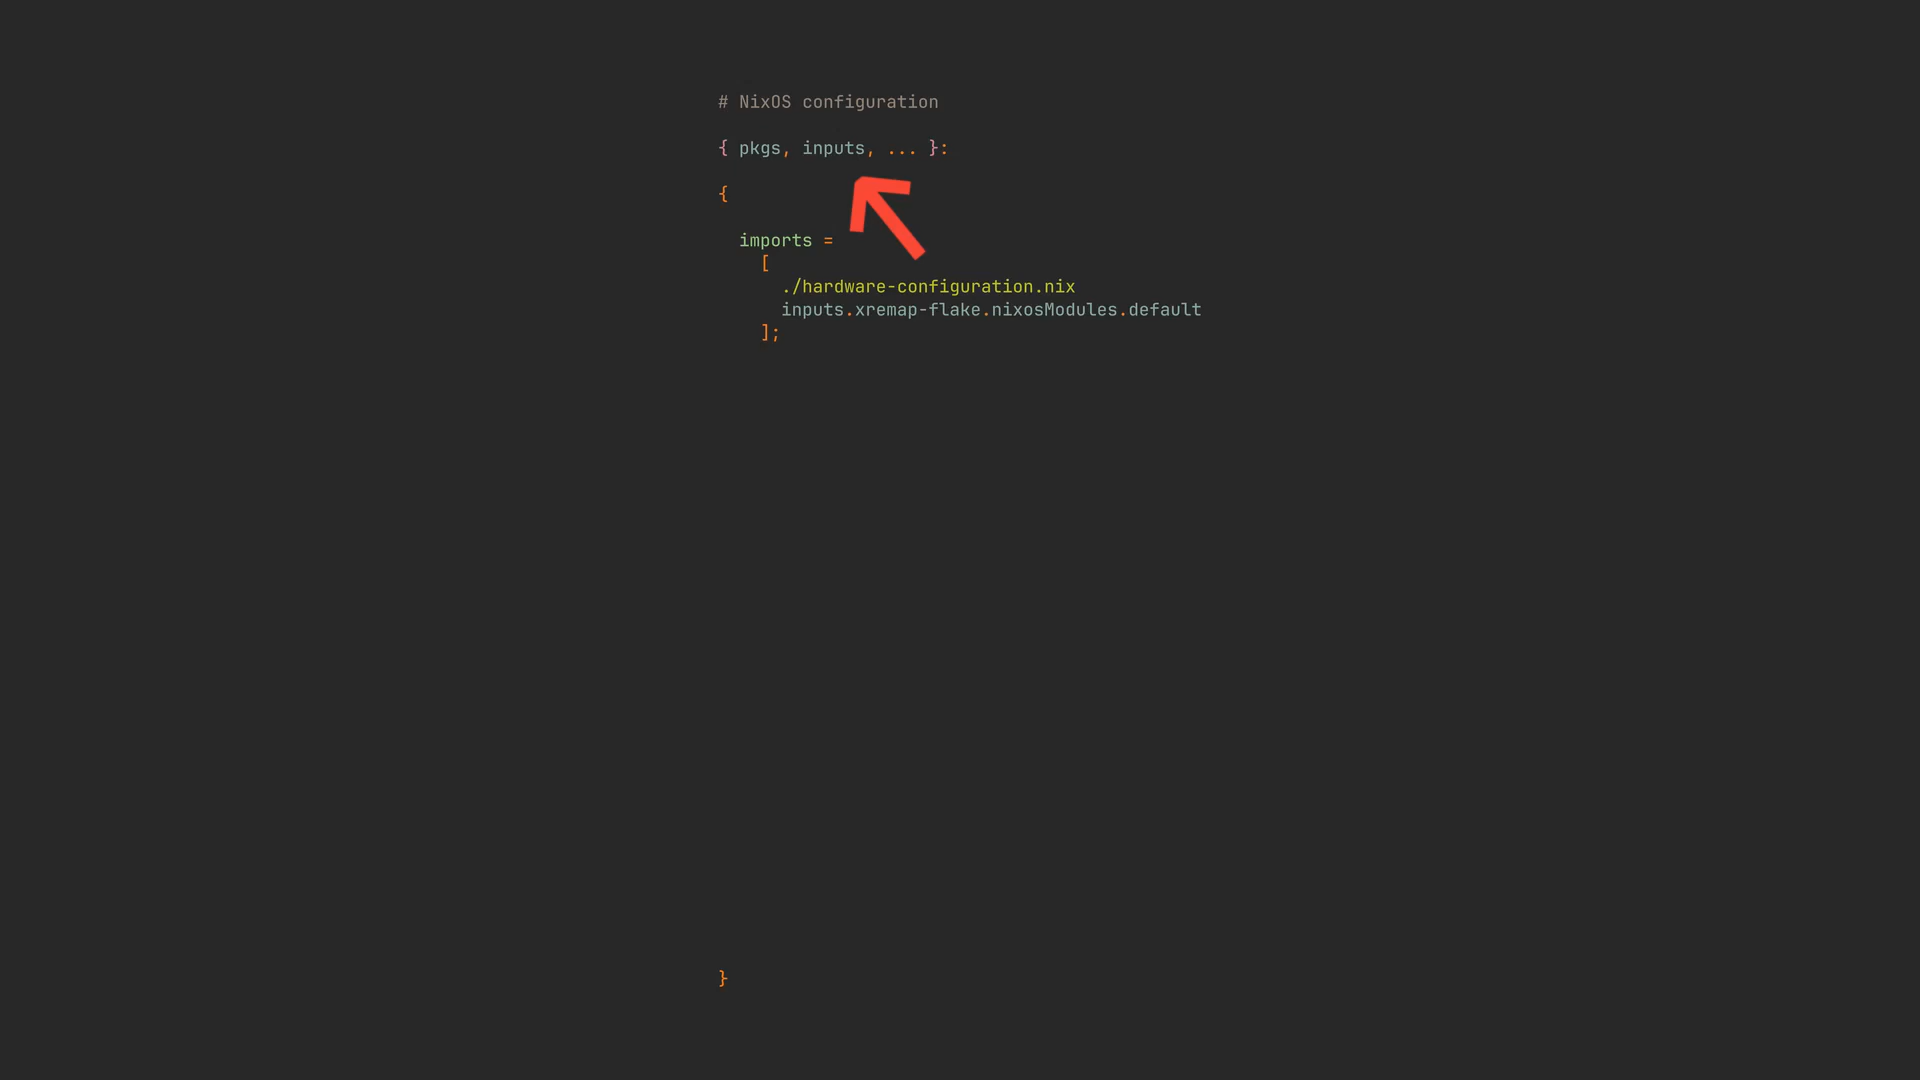 # NixOS configuration
{ pkgs, inputs, ... }:
{
imports =
[
./hardware-configuration.nix
inputs.xremap-flake.nixosModules.default
];
}